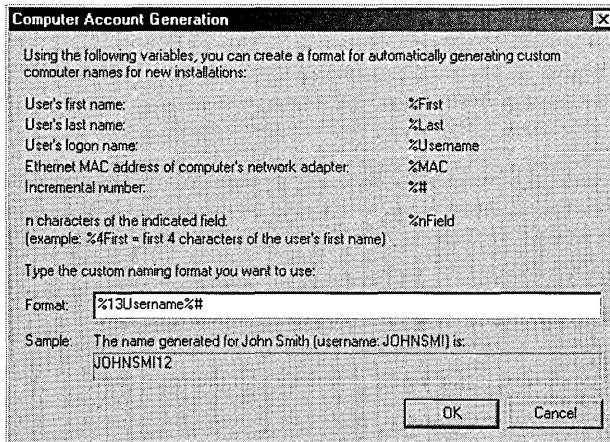 Computer Account Generation
Using the following variables, you can create a format for automatically generating custom
computer names for new installations:
User's first name: %First
User's last name: %Last
User's logon name: %Username
Ethernet MAC address of computer's network adapter: %MAC
Incremental number: %#
n characters of the indicated field. %nField
(example: %4First = first 4 characters of the user's first name)
Type the custom naming format you want to use:
Format: %13Username%#
Sample: The name generated for John Smith (username: JOHNSMI) is:
JOHNSMI12
OK Cancel